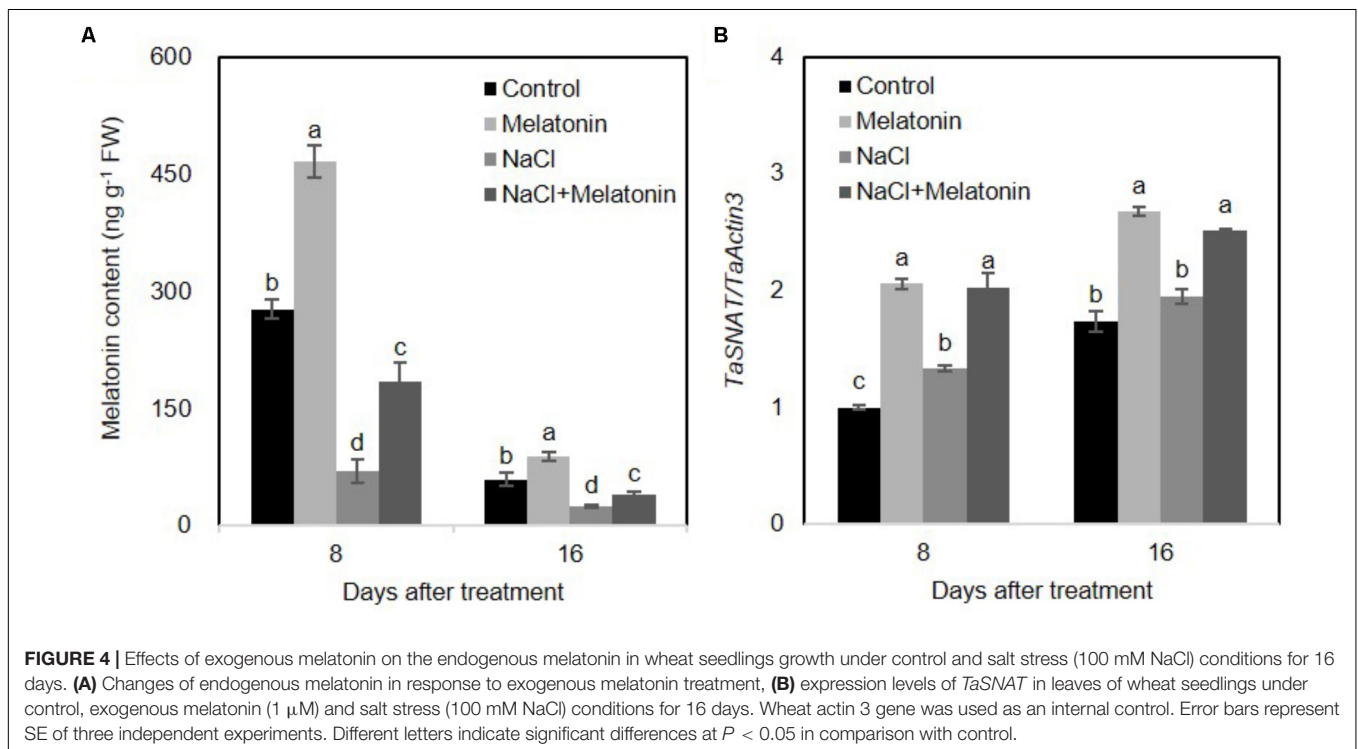 A
Melatonin content (ng g⁻¹ FW)
600
450
300
150
0
Control
Melatonin
NaCl
NaCl+Melatonin
b
a
d
c
b
a
d
c
8
16
Days after treatment
B
TaSNAT/TaActin3
4
3
2
1
0
Control
Melatonin
NaCl
NaCl+Melatonin
c
a
b
a
b
a
b
a
8
16
Days after treatment
FIGURE 4 | Effects of exogenous melatonin on the endogenous melatonin in wheat seedlings growth under control and salt stress (100 mM NaCl) conditions for 16
days. (A) Changes of endogenous melatonin in response to exogenous melatonin treatment, (B) expression levels of TaSNAT in leaves of wheat seedlings under
control, exogenous melatonin (1 μM) and salt stress (100 mM NaCl) conditions for 16 days. Wheat actin 3 gene was used as an internal control. Error bars represent
SE of three independent experiments. Different letters indicate significant differences at P < 0.05 in comparison with control.